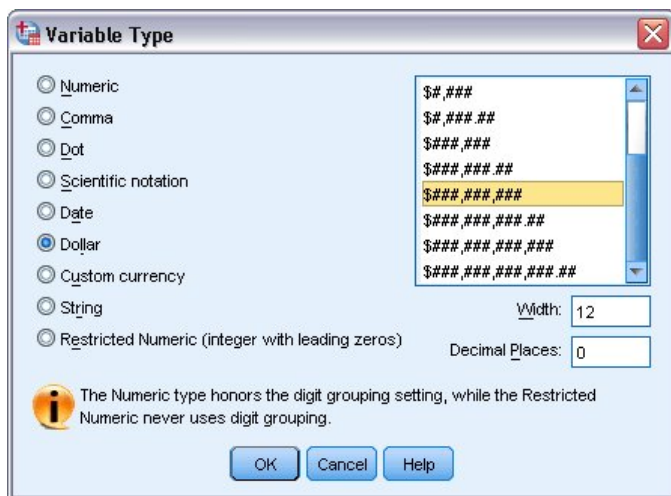 Variable Type
Numeric
Comma
Dot
Scientific notation
Date
Dollar
Custom currency
String
Restricted Numeric (integer with leading zeros)
$#,###
$#,###.##
$###,###
$###,###.##
$###,###,###
$###,###,###.##
$###,###,###,###
$###,###,###,###.##
Width: 12
Decimal Places: 0
The Numeric type honors the digit grouping setting, while the Restricted
Numeric never uses digit grouping.
OK Cancel Help